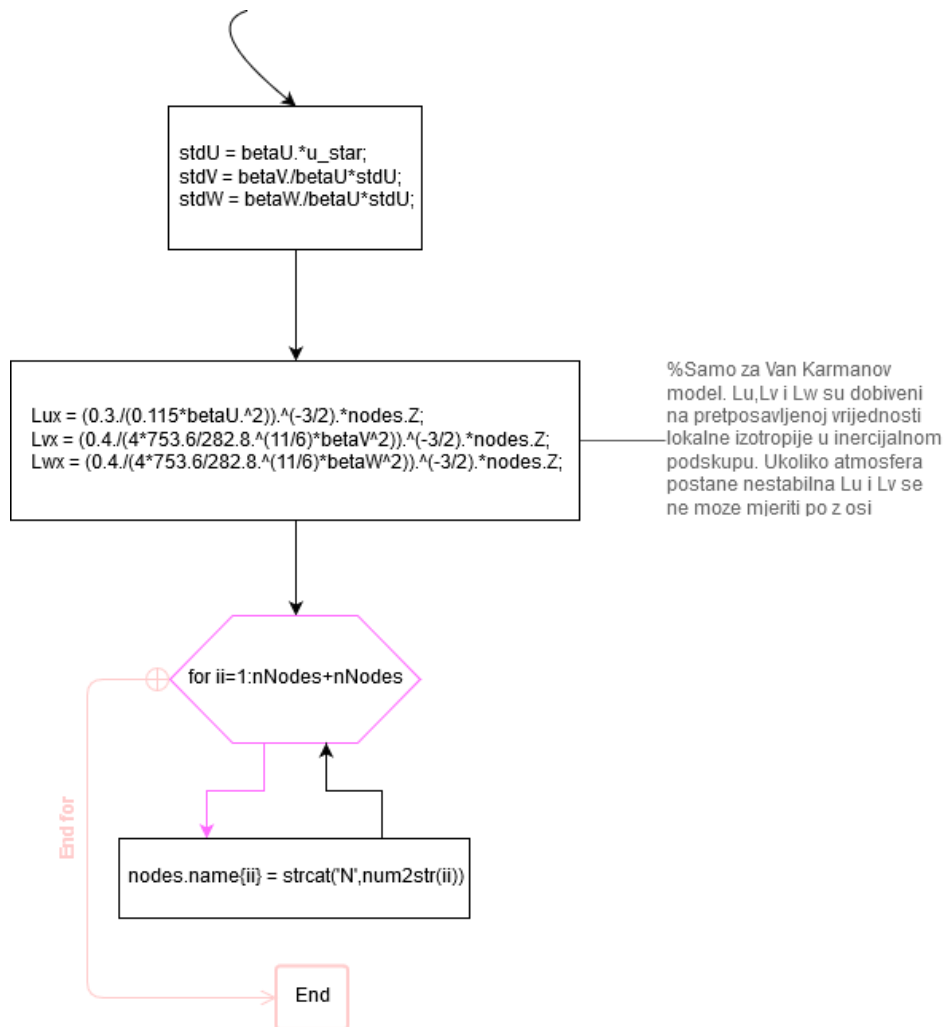 stdU = betaU.*u_star;
stdV = betaV./betaU*stdU;
stdW = betaW./betaU*stdU;
Lux = (0.3./(0.115*betaU.^2)).^(-3/2).*nodes.Z;
Lvx = (0.4./(4*753.6/282.8.^(11/6)*betaV^2)).^(-3/2).*nodes.Z;
Lwx = (0.4./(4*753.6/282.8.^(11/6)*betaW^2)).^(-3/2).*nodes.Z;
%Samo za Van Karmanov
model. Lu,Lv i Lw su dobiveni
na pretposavljenoj vrijednosti
lokalne izotropije u inercijalnom
podskupu. Ukoliko atmosfera
postane nestabilna Lu i Lv se
ne moze mjeriti po z osi
for ii=1:nNodes+nNodes
End for
nodes.name{ii} = strcat('N',num2str(ii))
End